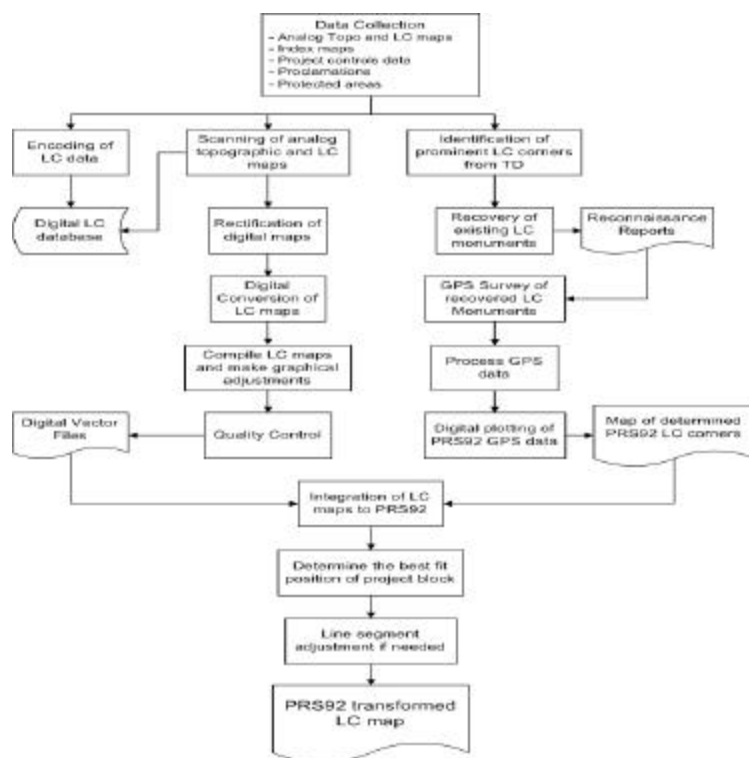 Data Collection
- Analog Topo and LC maps
- Index maps
- Project controls data
- Proclamations
- Protected areas
Encoding of
LC data
Scanning of analog
topographic and LC
maps
Identification of
prominent LC corners
from TD
Digital LC
database
Rectification of
digital maps
Recovery of
existing LC
monuments
Reconnaissance
Reports
Digital
Conversion of
LC maps
GPS Survey of
recovered LC
Monuments
Compile LC maps
and make graphical
adjustments
Process GPS
data
Digital Vector
Files
Quality Control
Digital plotting of
PRS92 GPS data
Map of determined
PRS92 LC corners
Integration of LC
maps to PRS92
Determine the best fit
position of project block
Line segment
adjustment if needed
PRS92 transformed
LC map